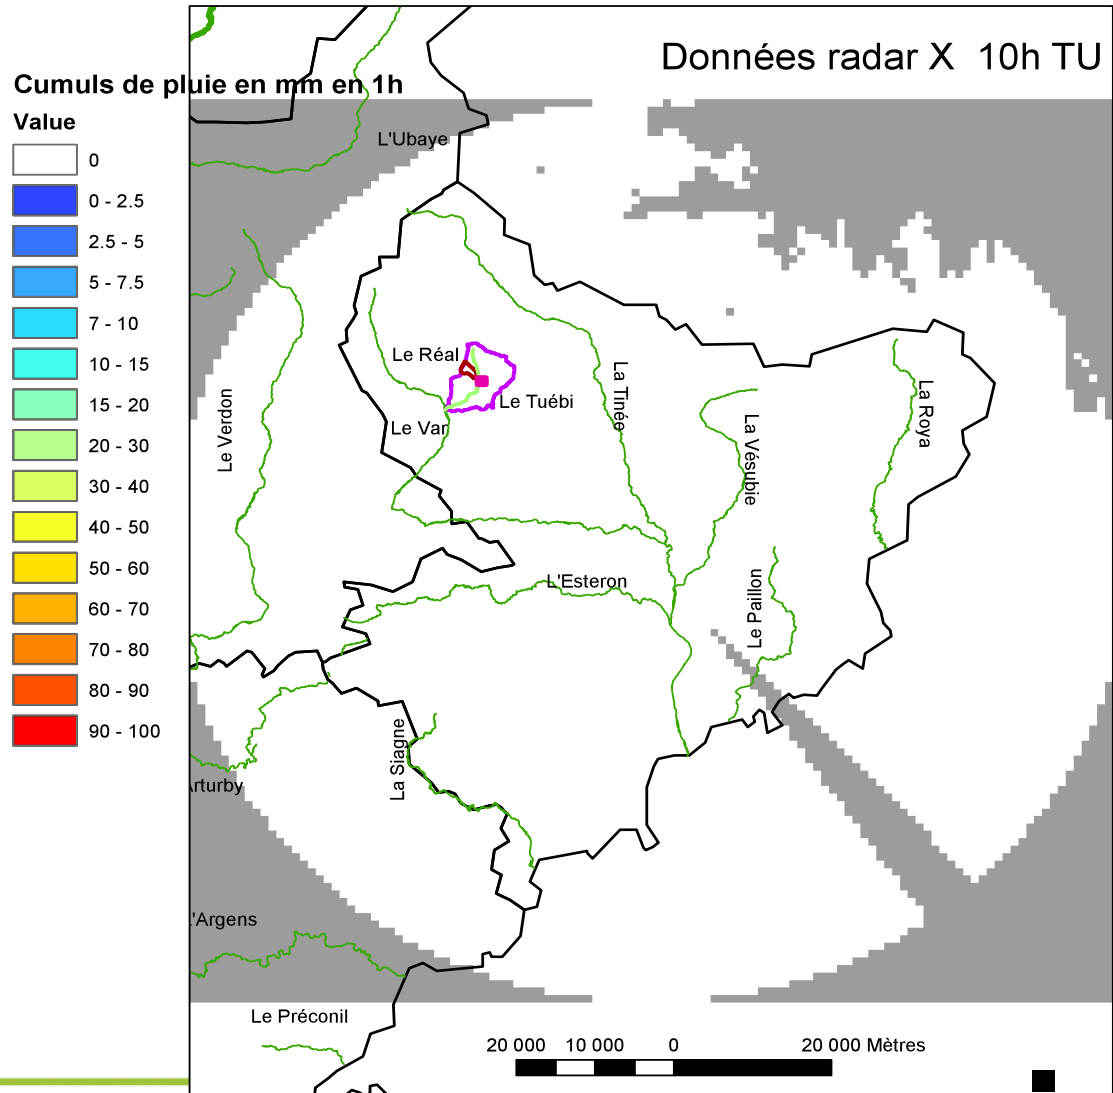 Données radar X 10h TU
Cumuls de pluie en mm en 1h
Value
0
0 - 2.5
2.5 - 5
5 - 7.5
7 - 10
10 - 15
15 - 20
20 - 30
30 - 40
40 - 50
50 - 60
60 - 70
70 - 80
80 - 90
90 - 100
L'Ubaye
Le Réal
Le Tuébi
Le Var
Le Verdon
La Tinée
La Vésubie
La Roya
L'Esteron
Le Paillon
La Siagne
rturby
'Argens
Le Préconil
20 000 10 000 0 20 000 Mètres